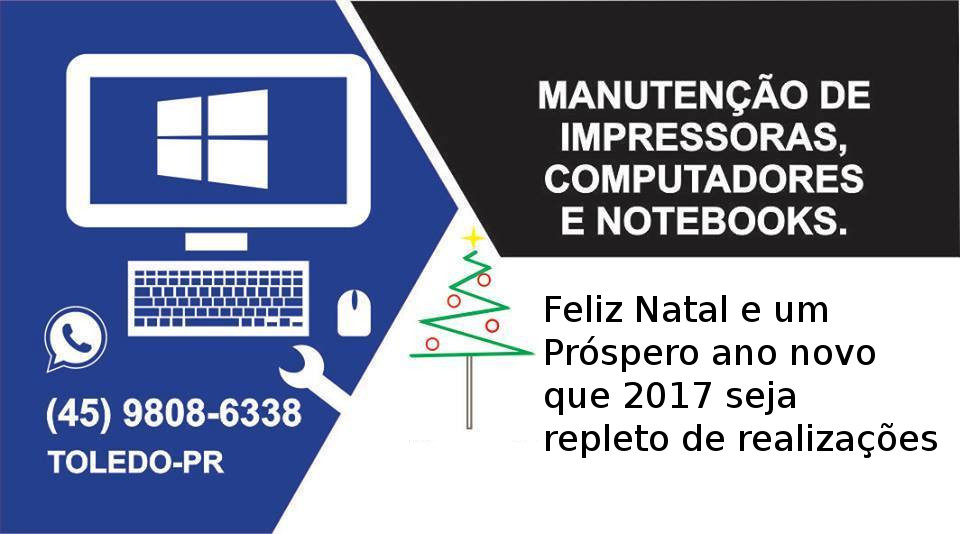 MANUTENÇÃO DE
IMPRESSORAS,
COMPUTADORES
E NOTEBOOKS.
Feliz Natal e um
Próspero ano novo
que 2017 seja
repleto de realizações
(45) 9808-6338
TOLEDO-PR